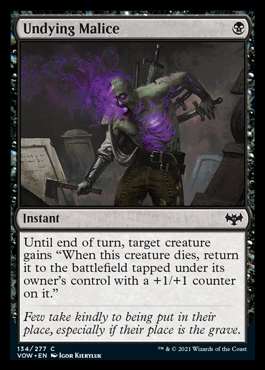 Undying Malice
Instant
Until end of turn, target creature
gains “When this creature dies, return
it to the battlefield tapped under its
owner’s control with a +1/+1 counter
on it.”
Few take kindly to being put in their
place, especially if their place is the grave.
134/277 C
VOW • EN Igor Kieryluk
™ & © 2021 Wizards of the Coast